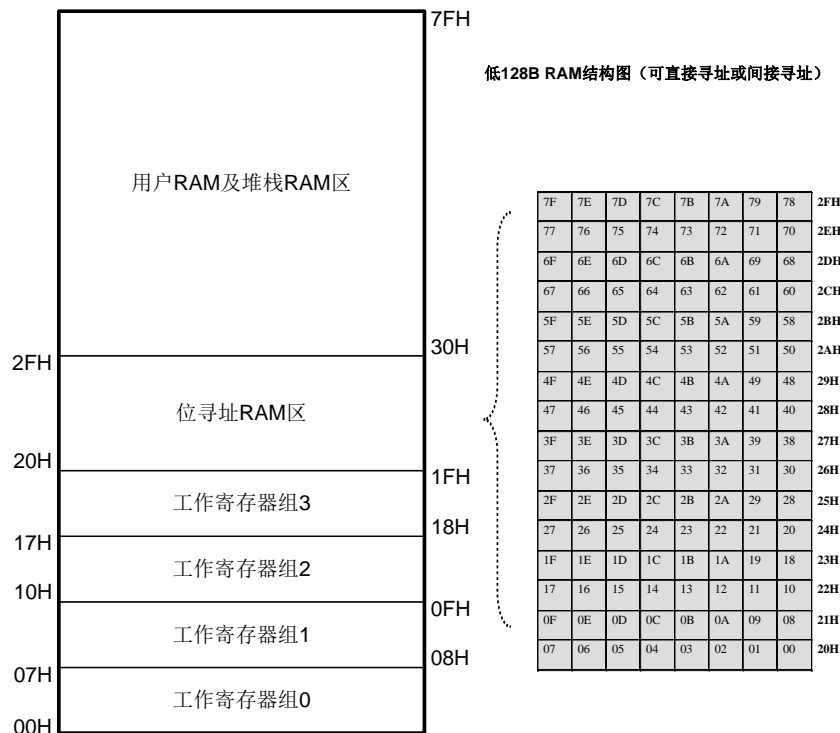 7FH
低128B RAM结构图（可直接寻址或间接寻址）
用户RAM及堆栈RAM区
30H
2FH
位寻址RAM区
20H
1FH
工作寄存器组3
18H
17H
工作寄存器组2
10H
0FH
工作寄存器组1
08H
07H
工作寄存器组0
00H
7F 7E 7D 7C 7B 7A 79 78 2FH
77 76 75 74 73 72 71 70 2EH
6F 6E 6D 6C 6B 6A 69 68 2DH
67 66 65 64 63 62 61 60 2CH
5F 5E 5D 5C 5B 5A 59 58 2BH
57 56 55 54 53 52 51 50 2AH
4F 4E 4D 4C 4B 4A 49 48 29H
47 46 45 44 43 42 41 40 28H
3F 3E 3D 3C 3B 3A 39 38 27H
37 36 35 34 33 32 31 30 26H
2F 2E 2D 2C 2B 2A 29 28 25H
27 26 25 24 23 22 21 20 24H
1F 1E 1D 1C 1B 1A 19 18 23H
17 16 15 14 13 12 11 10 22H
0F 0E 0D 0C 0B 0A 09 08 21H
07 06 05 04 03 02 01 00 20H